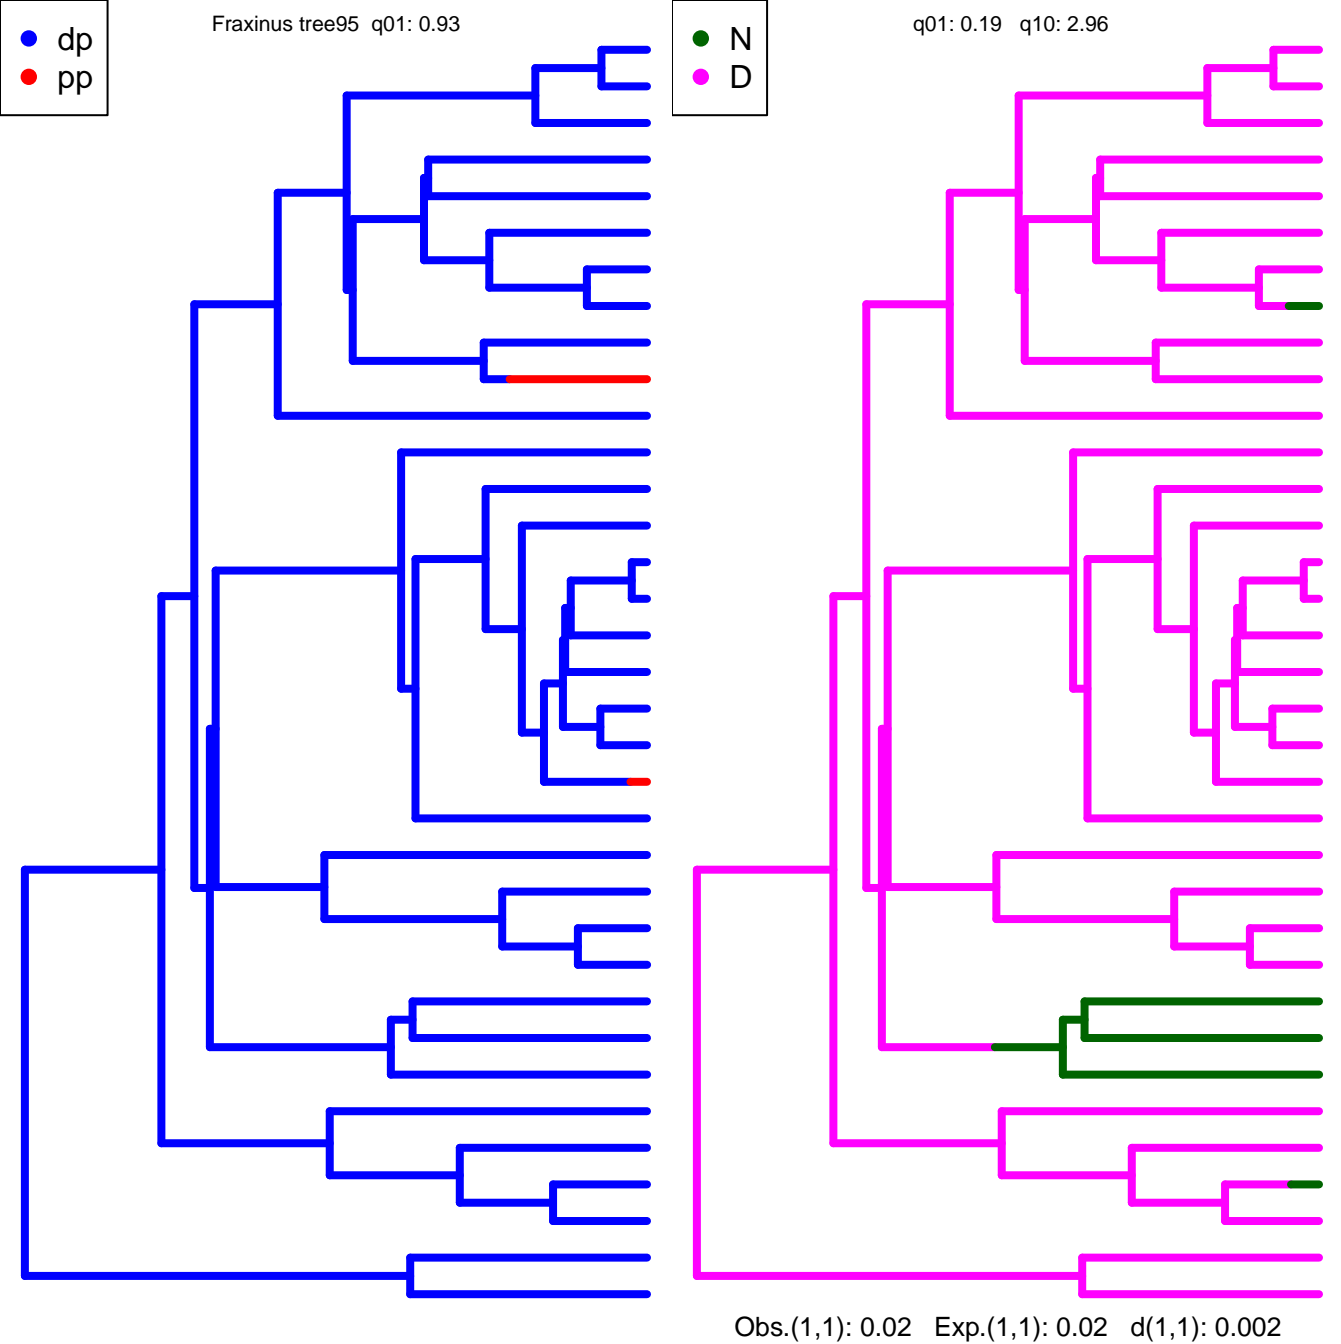 Fraxinus tree95  q01: 0.93
dp
pp
q01: 0.19   q10: 2.96
N
D
Obs.(1,1): 0.02   Exp.(1,1): 0.02   d(1,1): 0.002